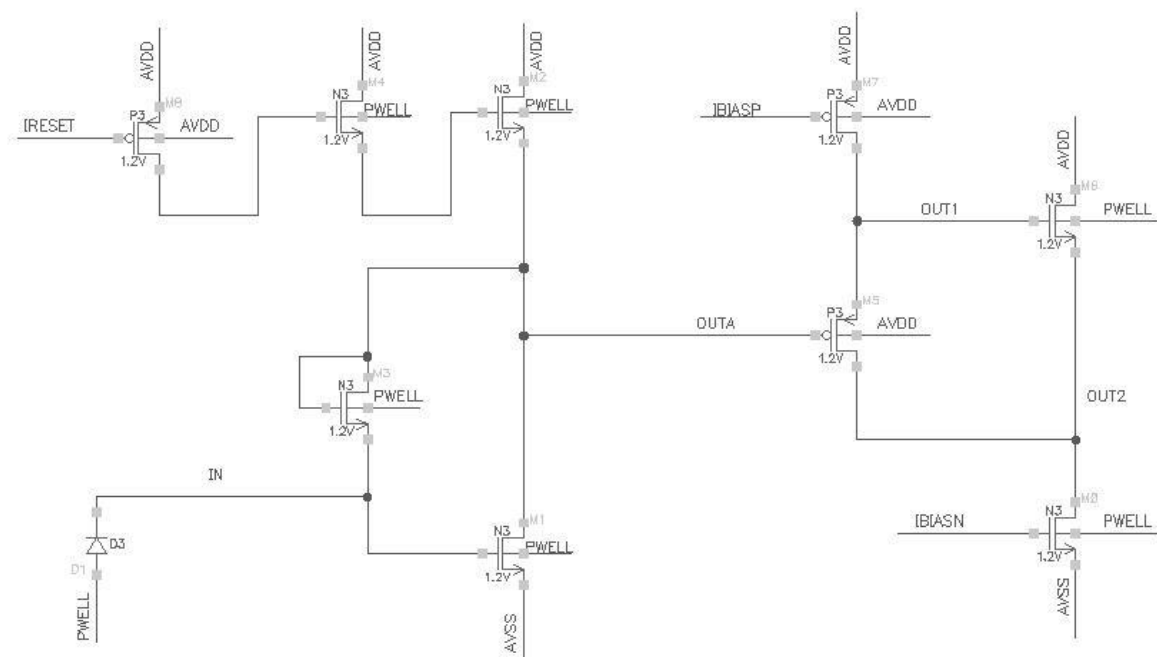 AVDD
AVDD
AVDD
AVDD
M8
M4
M2
M7
P3
N3
N3
P3
IRESET
AVDD
PWELL
PWELL
IBIASP
AVDD
AVDD
1.2V
1.2V
1.2V
1.2V
M6
N3
OUT1
PWELL
1.2V
M5
P3
OUTA
AVDD
1.2V
M3
N3
PWELL
OUT2
1.2V
IN
M1
M0
N3
N3
D3
PWELL
IBIASN
PWELL
D1
1.2V
1.2V
PWELL
AVSS
AVSS